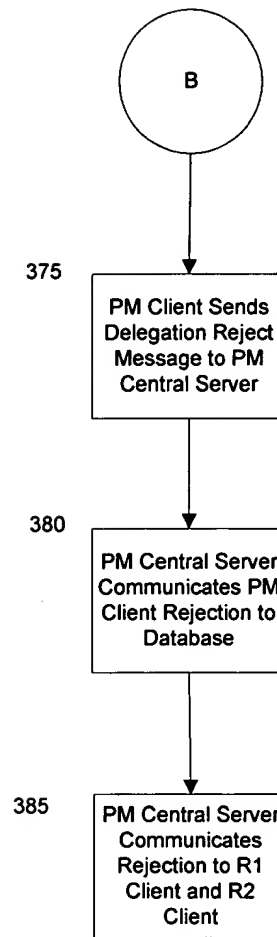 B
375
PM Client Sends
Delegation Reject
Message to PM
Central Server
380
PM Central Server
Communicates PM
Client Rejection to
Database
385
PM Central Server
Communicates
Rejection to R1
Client and R2
Client